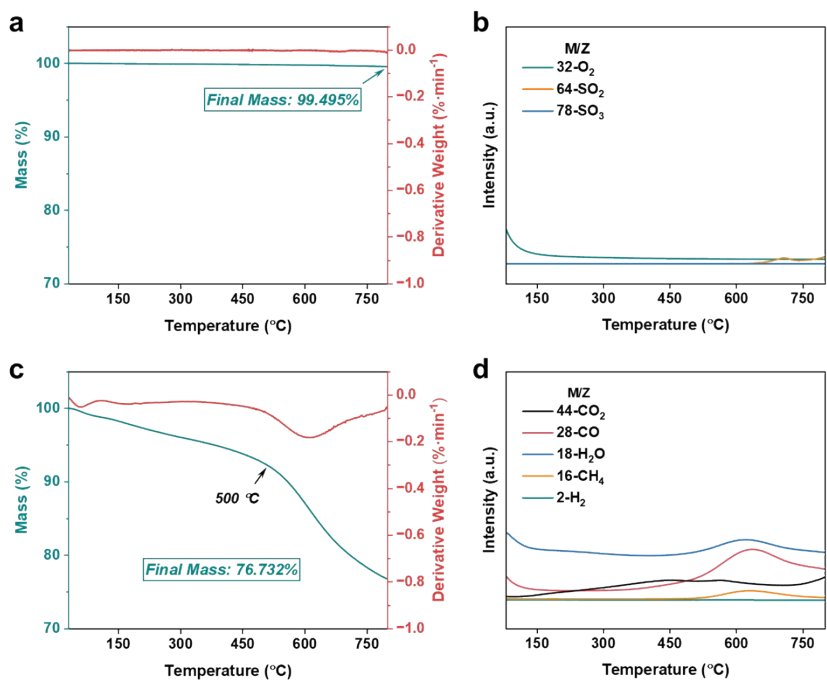 a
Mass (%)
100
90
80
70
Final Mass: 99.495%
0.0
−0.2
−0.4
−0.6
−0.8
−1.0
Derivative Weight (%·min⁻¹)
150 300 450 600 750
Temperature (°C)
b
Intensity (a.u.)
M/Z
32-O₂
64-SO₂
78-SO₃
150 300 450 600 750
Temperature (°C)
c
Mass (%)
100
90
80
70
500 °C
Final Mass: 76.732%
0.0
−0.2
−0.4
−0.6
−0.8
−1.0
Derivative Weight (%·min⁻¹)
150 300 450 600 750
Temperature (°C)
d
Intensity (a.u.)
M/Z
44-CO₂
28-CO
18-H₂O
16-CH₄
2-H₂
150 300 450 600 750
Temperature (°C)